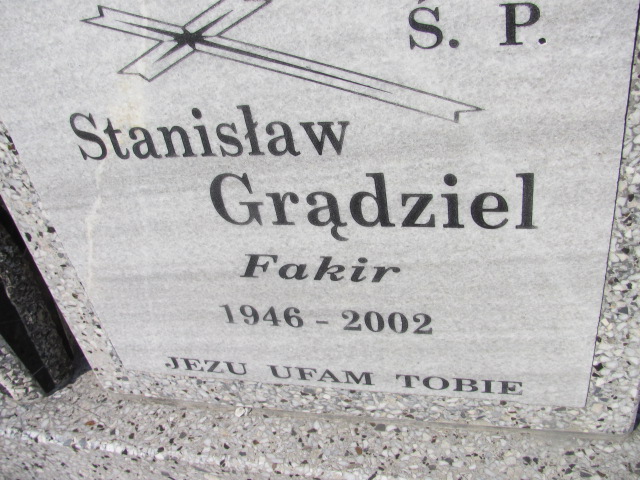 Ś. P.
Stanisław
Grądziel
Fakir
1946 - 2002
JEZU UFAM TOBIE